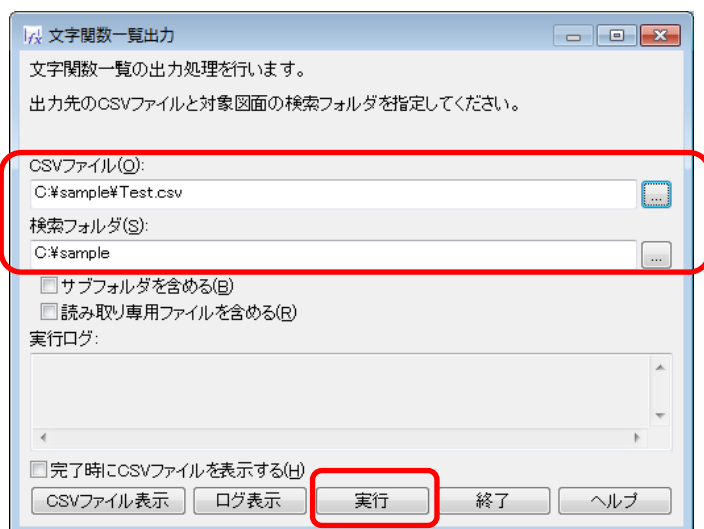 文字関数一覧出力
文字関数一覧の出力処理を行います。
出力先のCSVファイルと対象図面の検索フォルダを指定してください。
CSVファイル(O):
C:¥sample¥Test.csv
...
検索フォルダ(S):
C:¥sample
...
サブフォルダを含める(B)
読み取り専用ファイルを含める(R)
実行ログ:
完了時にCSVファイルを表示する(H)
CSVファイル表示 ログ表示 実行 終了 ヘルプ